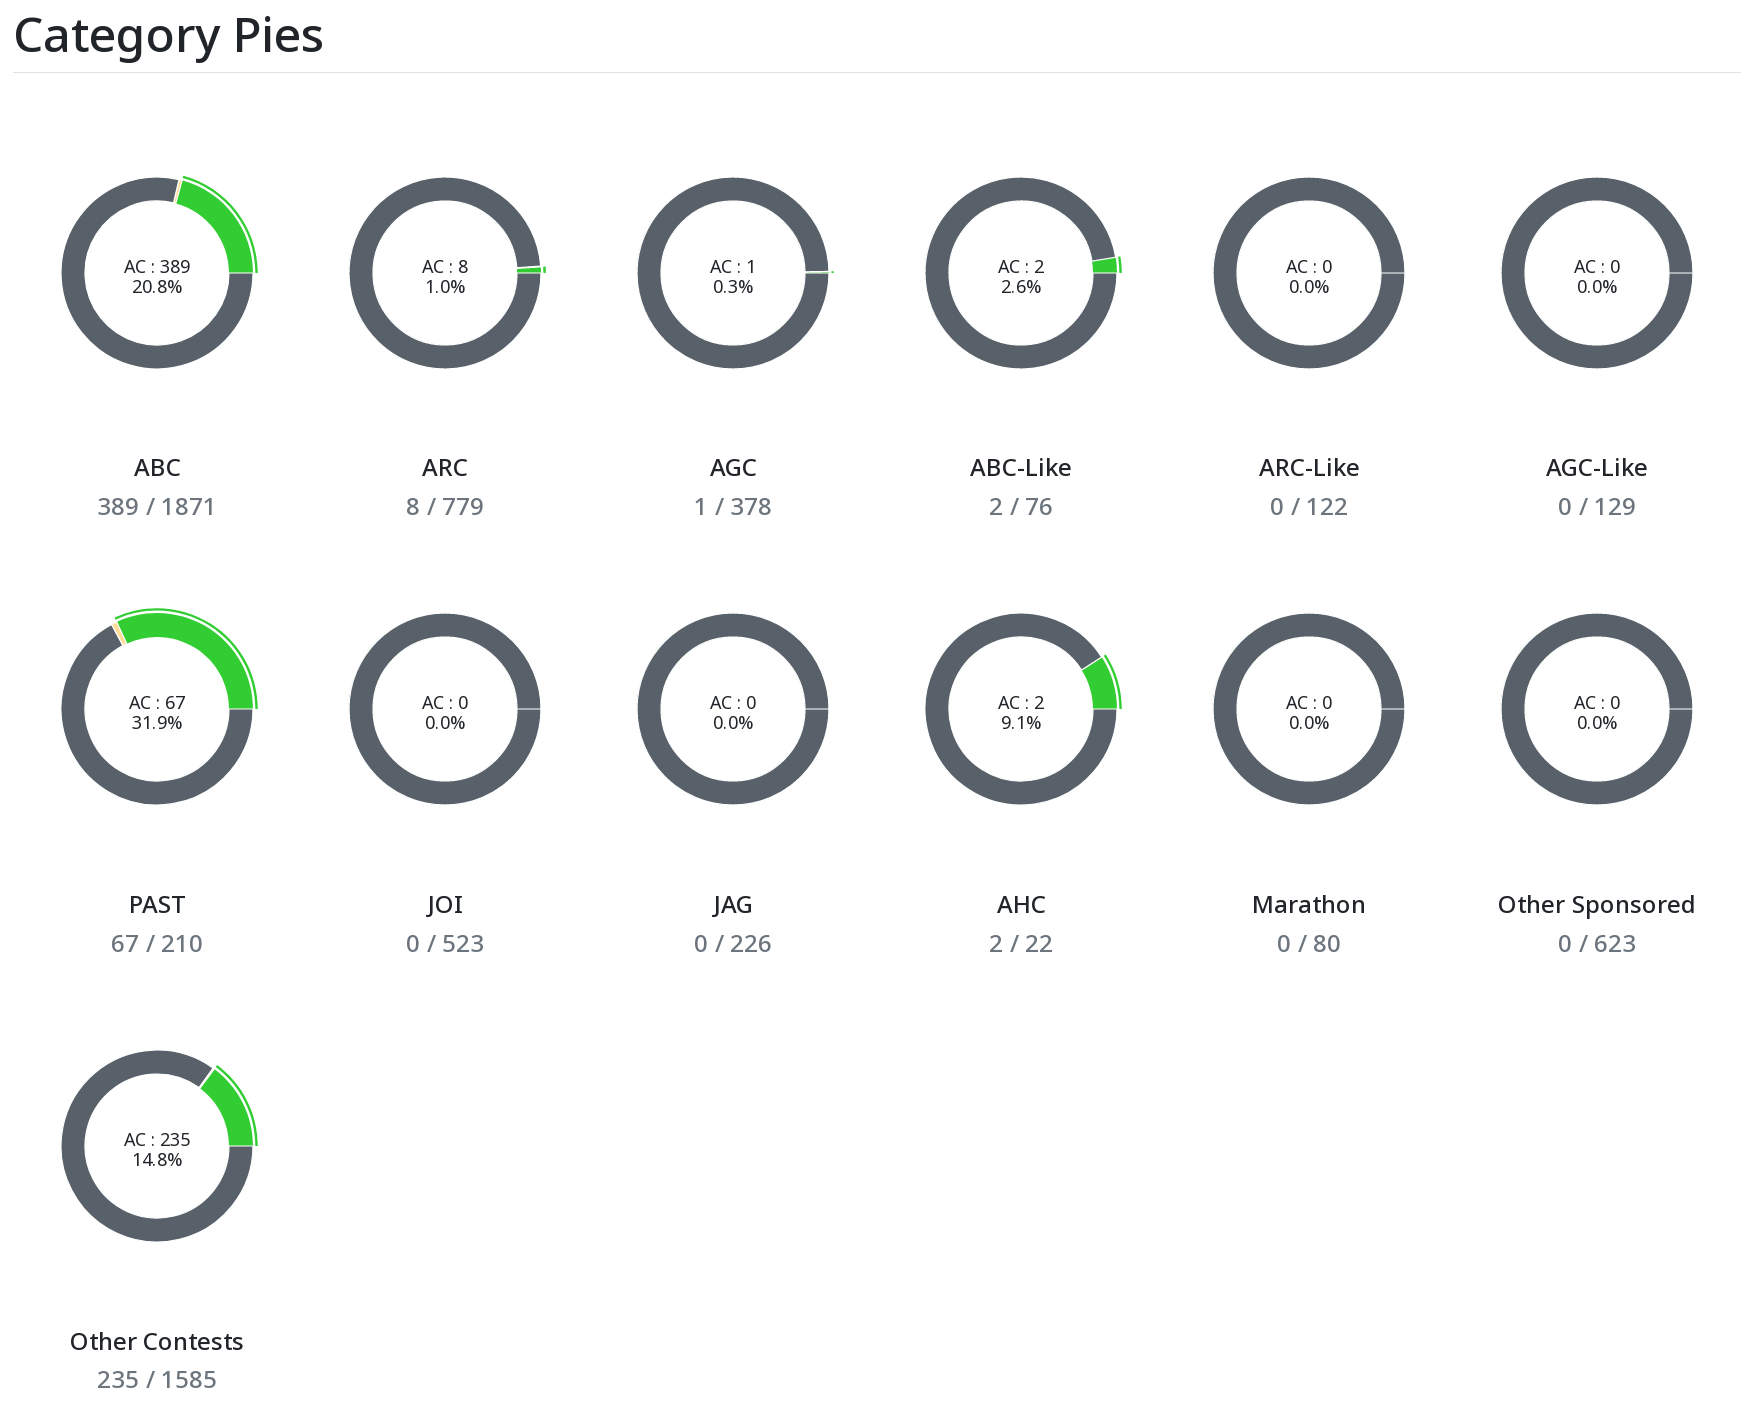 Category Pies
AC : 389
20.8%
ABC
389 / 1871
AC : 8
1.0%
ARC
8 / 779
AC : 1
0.3%
AGC
1 / 378
AC : 2
2.6%
ABC-Like
2 / 76
AC : 0
0.0%
ARC-Like
0 / 122
AC : 0
0.0%
AGC-Like
0 / 129
AC : 67
31.9%
PAST
67 / 210
AC : 0
0.0%
JOI
0 / 523
AC : 0
0.0%
JAG
0 / 226
AC : 2
9.1%
AHC
2 / 22
AC : 0
0.0%
Marathon
0 / 80
AC : 0
0.0%
Other Sponsored
0 / 623
AC : 235
14.8%
Other Contests
235 / 1585